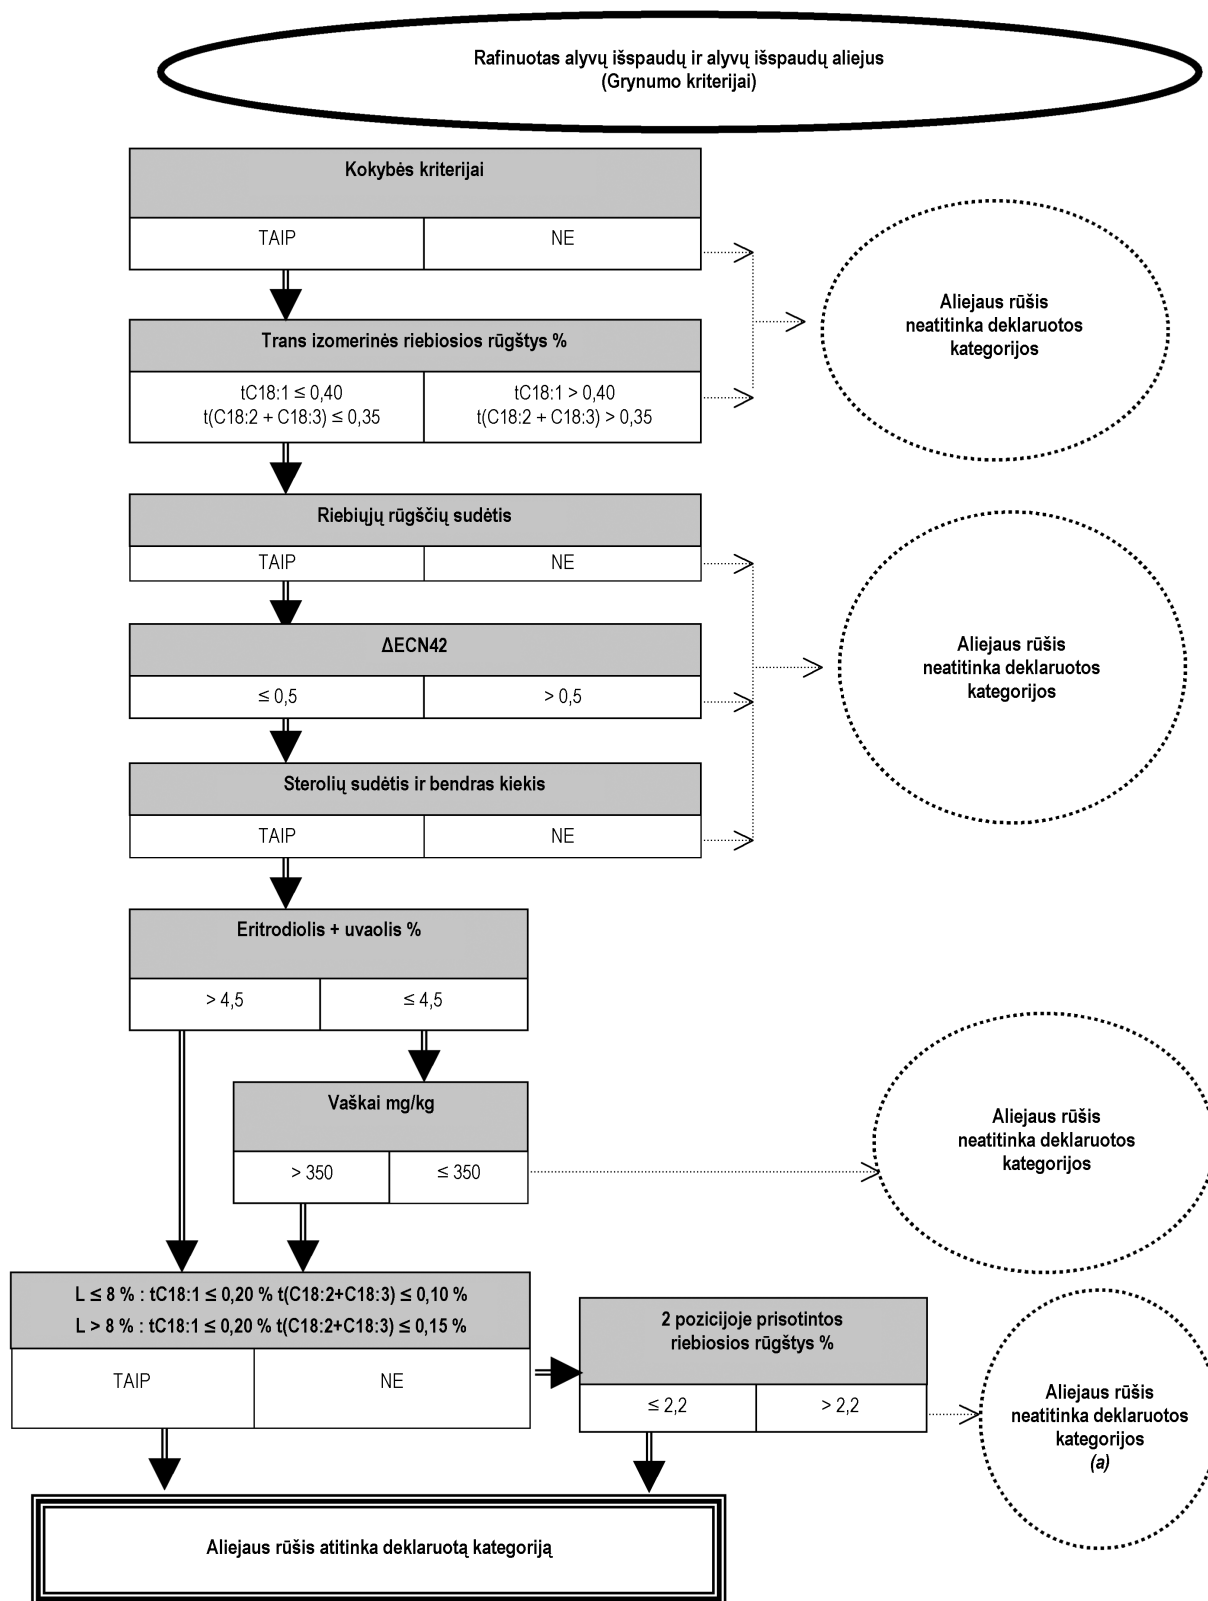 Rafinuotas alyvų išspaudų ir alyvų išspaudų aliejus
(Grynumo kriterijai)
Kokybės kriterijai
TAIP
NE
Aliejaus rūšis
neatitinka deklaruotos
kategorijos
Trans izomerinės riebiosios rūgštys %
tC18:1 ≤ 0,40
t(C18:2 + C18:3) ≤ 0,35
tC18:1 > 0,40
t(C18:2 + C18:3) > 0,35
Riebiųjų rūgščių sudėtis
TAIP
NE
ΔECN42
≤ 0,5
> 0,5
Aliejaus rūšis
neatitinka deklaruotos
kategorijos
Sterolių sudėtis ir bendras kiekis
TAIP
NE
Eritrodiolis + uvaolis %
> 4,5
≤ 4,5
Vaškai mg/kg
> 350
≤ 350
Aliejaus rūšis
neatitinka deklaruotos
kategorijos
L ≤ 8 % : tC18:1 ≤ 0,20 % t(C18:2+C18:3) ≤ 0,10 %
L > 8 % : tC18:1 ≤ 0,20 % t(C18:2+C18:3) ≤ 0,15 %
TAIP
NE
2 pozicijoje prisotintos
riebiosios rūgštys %
≤ 2,2
> 2,2
Aliejaus rūšis
neatitinka deklaruotos
kategorijos
(a)
Aliejaus rūšis atitinka deklaruotą kategoriją